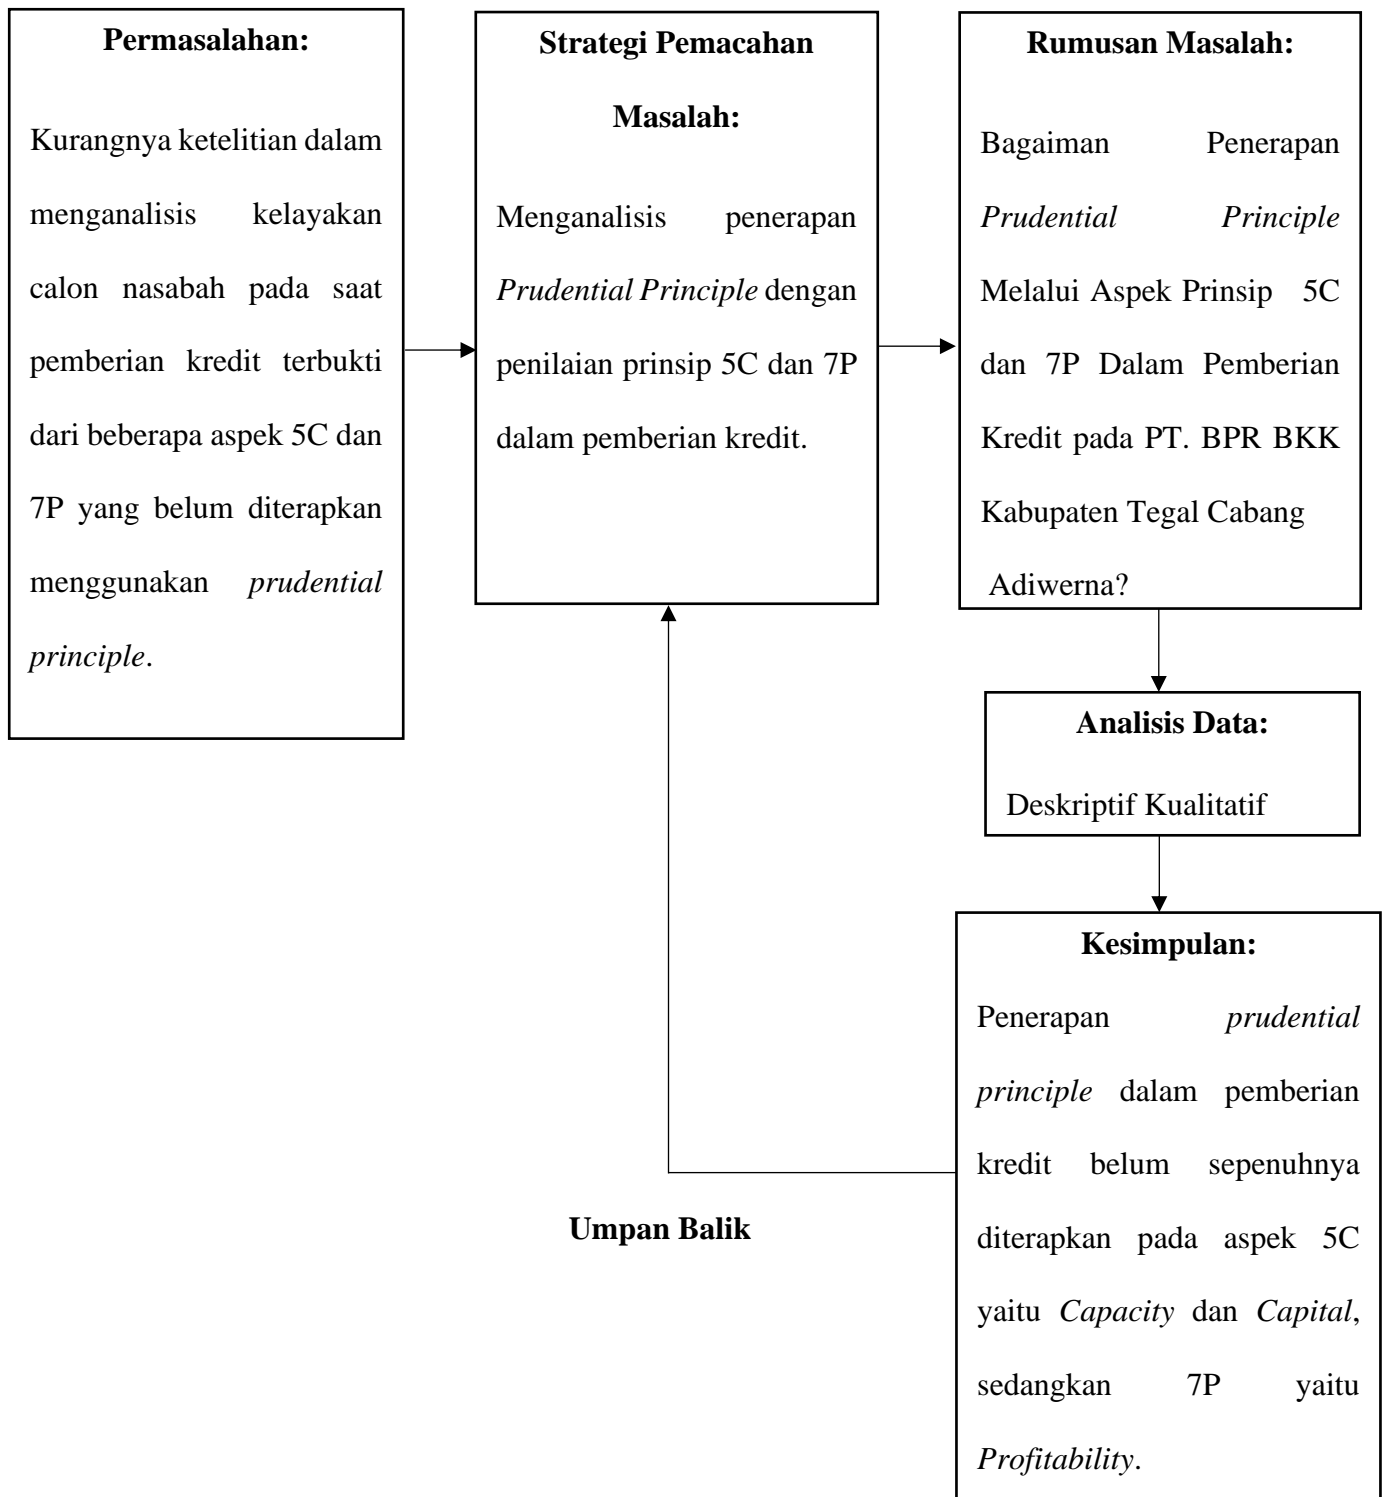 Permasalahan:
Kurangnya ketelitian dalam
menganalisis kelayakan
calon nasabah pada saat
pemberian kredit terbukti
dari beberapa aspek 5C dan
7P yang belum diterapkan
menggunakan prudential
principle.
Strategi Pemacahan
Masalah:
Menganalisis penerapan
Prudential Principle dengan
penilaian prinsip 5C dan 7P
dalam pemberian kredit.
Rumusan Masalah:
Bagaiman Penerapan
Prudential Principle
Melalui Aspek Prinsip 5C
dan 7P Dalam Pemberian
Kredit pada PT. BPR BKK
Kabupaten Tegal Cabang
Adiwerna?
Analisis Data:
Deskriptif Kualitatif
Kesimpulan:
Penerapan prudential
principle dalam pemberian
kredit belum sepenuhnya
diterapkan pada aspek 5C
yaitu Capacity dan Capital,
sedangkan 7P yaitu
Profitability.
Umpan Balik